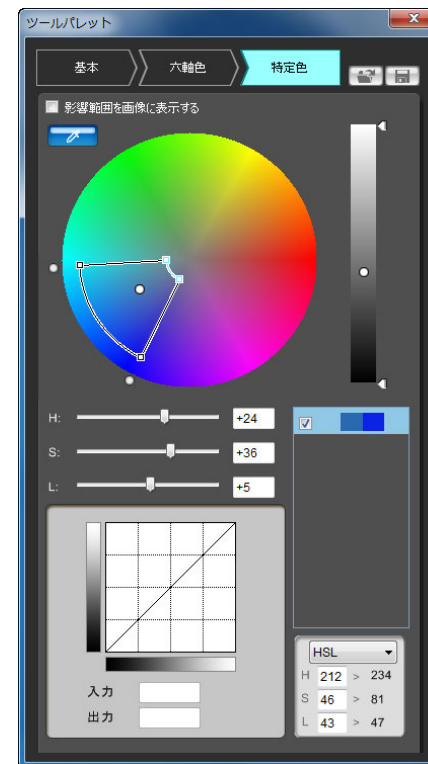 ツールパレット
基本
六軸色
特定色
影響範囲を画像に表示する
H: +24
S: +36
L: +5
入力
出力
HSL
H 212 > 234
S 46 > 81
L 43 > 47